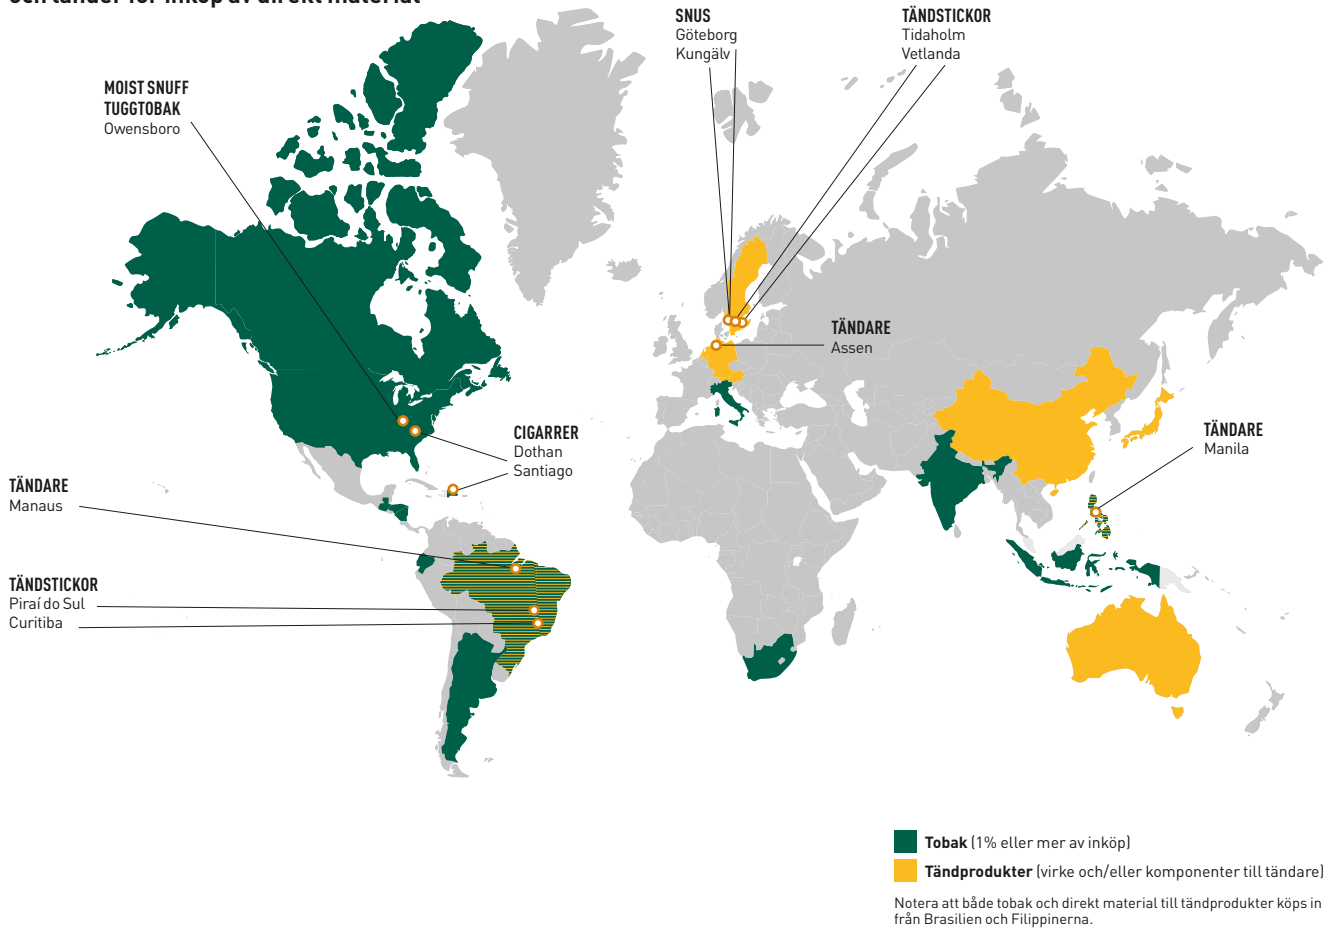 och länder för inköp av direkt material
SNUS
Göteborg
Kungälv
TÄNDSTICKOR
Tidaholm
Vetlanda
MOIST SNUFF
TUGGTOBAK
Owensboro
TÄNDARE
Assen
CIGARRER
Dothan
Santiago
TÄNDARE
Manila
TÄNDARE
Manaus
TÄNDSTICKOR
Piraí do Sul
Curitiba
Tobak (1% eller mer av inköp)
Tändprodukter (virke och/eller komponenter till tändare)
Notera att både tobak och direkt material till tändprodukter köps in
från Brasilien och Filippinerna.